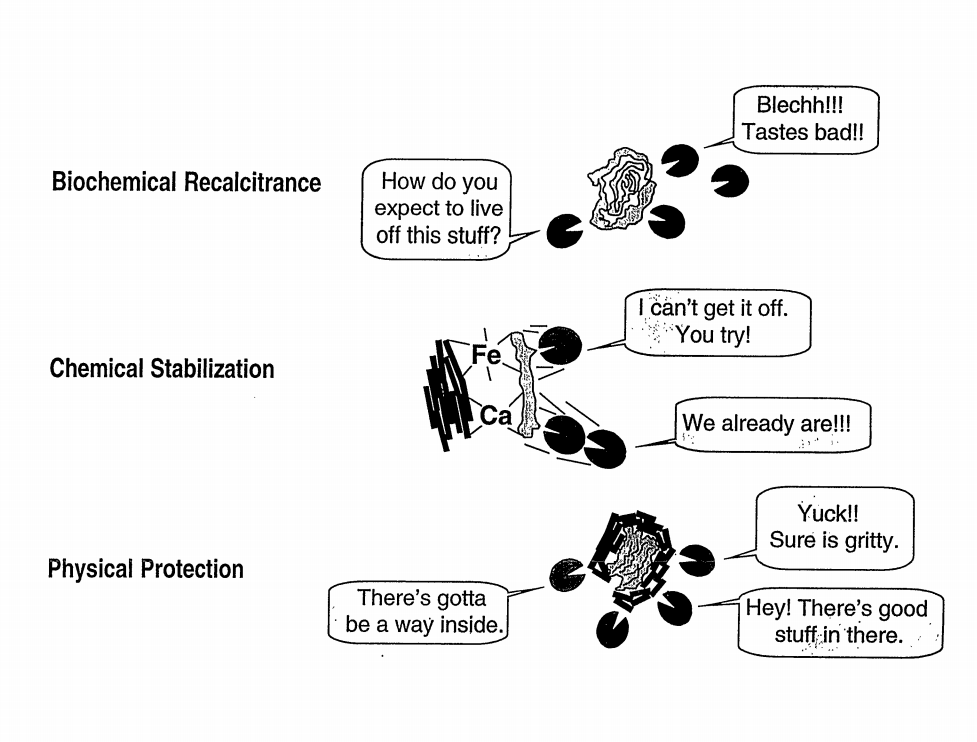 Blechh!!!
Tastes bad!!
Biochemical Recalcitrance
How do you
expect to live
off this stuff?
I can't get it off.
You try!
Fe
Chemical Stabilization
Ca
We already are!!!
Yuck!!
Sure is gritty.
Physical Protection
There's gotta
be a way inside.
Hey! There's good
stuff in there.